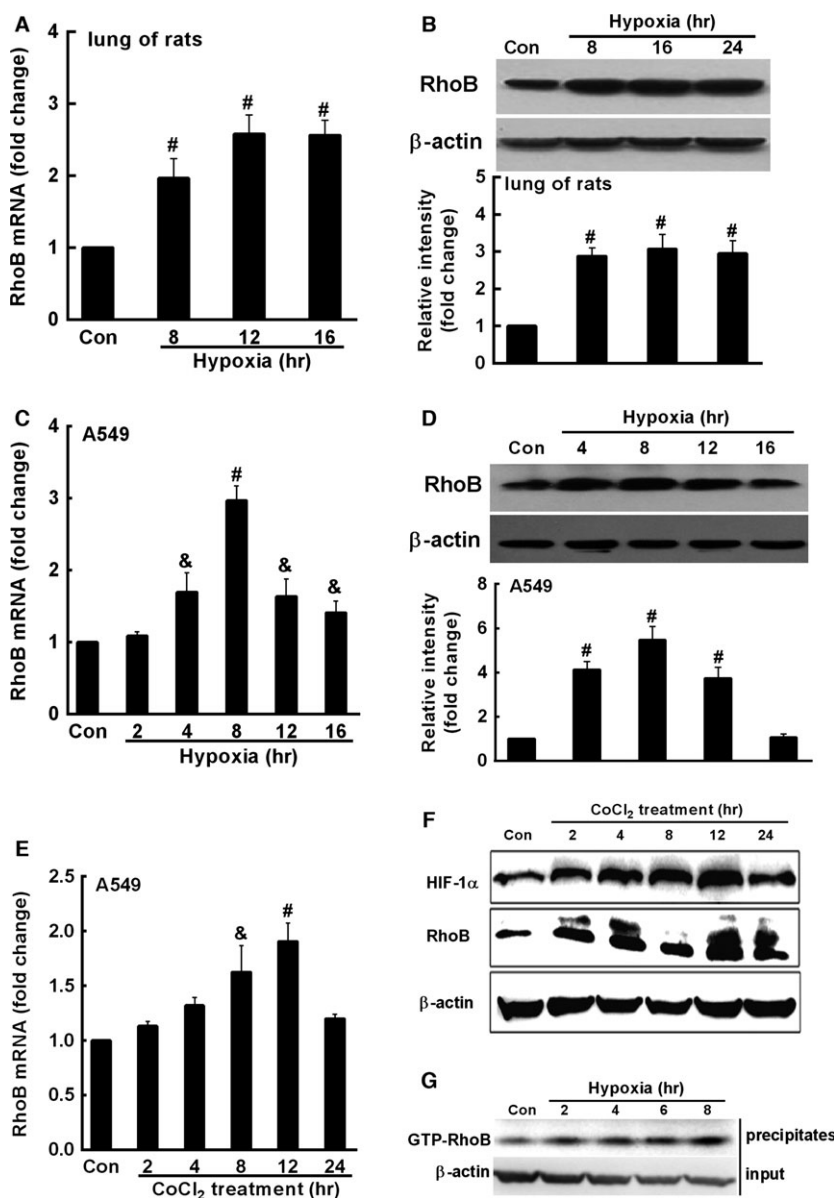 A
lung of rats
RhoB mRNA (fold change)
4
3
2
1
0
# # #
Con 8 12 16
Hypoxia (hr)
B
Hypoxia (hr)
Con 8 16 24
RhoB
β-actin
lung of rats
Relative intensity
(fold change)
5
4
3
2
1
0
# # #
C
A549
RhoB mRNA (fold change)
4
3
2
1
0
& # & &
Con 2 4 8 12 16
Hypoxia (hr)
D
Hypoxia (hr)
Con 4 8 12 16
RhoB
β-actin
A549
Relative intensity
(fold change)
8
6
4
2
0
# # #
E
A549
RhoB mRNA (fold change)
2.5
2.0
1.5
1.0
0.5
0.0
& #
Con 2 4 8 12 24
CoCl₂ treatment (hr)
F
CoCl₂ treatment (hr)
Con 2 4 8 12 24
HIF-1α
RhoB
β-actin
G
Hypoxia (hr)
Con 2 4 6 8
GTP-RhoB precipitates
β-actin input